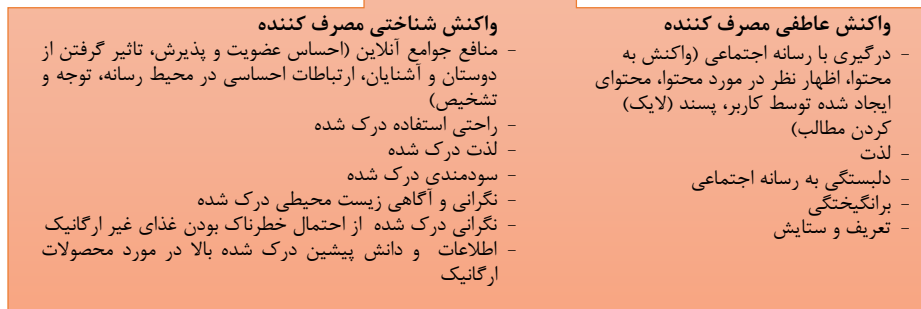 واکنش عاطفی مصرف کننده
- درگیری با رسانه اجتماعی (واکنش به
محتوا، اظهار نظر در مورد محتوا، محتوای
ایجاد شده توسط کاربر، پسند (لایک)
کردن مطالب)
- لذت
- دلبستگی به رسانه اجتماعی
- برانگیختگی
- تعریف و ستایش
واکنش شناختی مصرف کننده
- منافع جوامع آنلاین (احساس عضویت و پذیرش، تاثیر گرفتن از
دوستان و آشنایان، ارتباطات احساسی در محیط رسانه، توجه و
تشخیص)
- راحتی استفاده درک شده
- لذت درک شده
- سودمندی درک شده
- نگرانی و آگاهی زیست محیطی درک شده
- نگرانی درک شده از احتمال خطرناک بودن غذای غیر ارگانیک
- اطلاعات و دانش پیشین درک شده بالا در مورد محصولات
ارگانیک